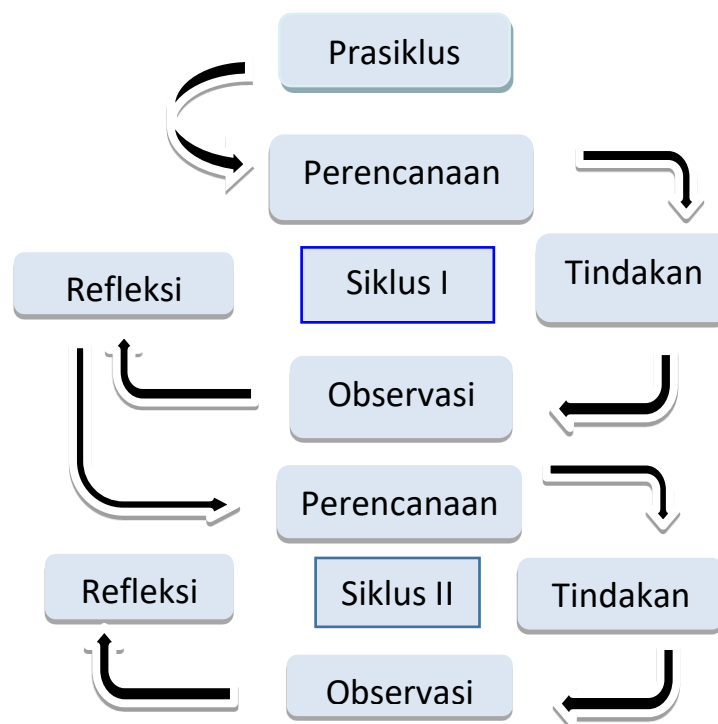 Prasiklus
Perencanaan
Refleksi
Siklus I
Tindakan
Observasi
Perencanaan
Refleksi
Siklus II
Tindakan
Observasi